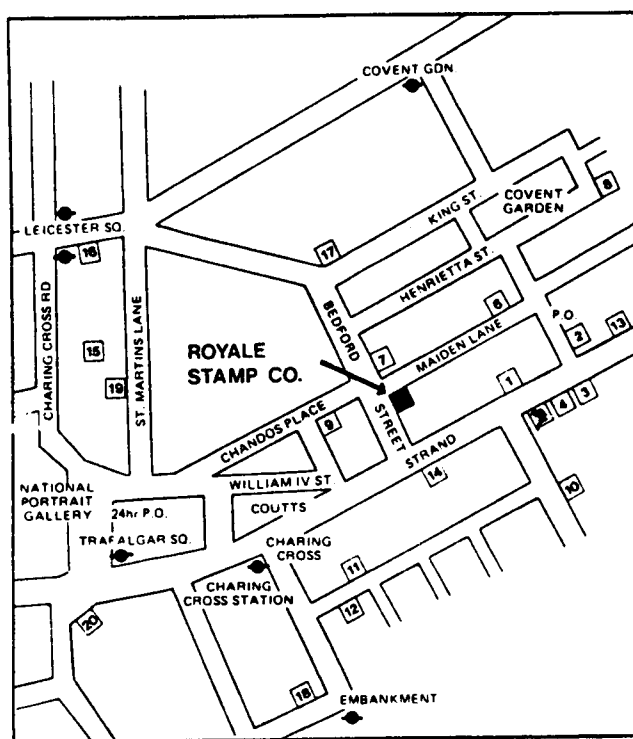 COVENT GDN.
KING ST.
COVENT
GARDEN
8
LEICESTER SQ.
16
17
HENRIETTA ST.
CHARING CROSS RD
ST. MARTINS LANE
BEDFORD
STREET
6
P.O.
2
13
15
19
ROYALE
STAMP CO.
7
MAIDEN LANE
1
3
4
CHANDOS PLACE
9
STRAND
14
10
NATIONAL
PORTRAIT
GALLERY
24hr P.O.
WILLIAM IV ST.
COUTTS
TRAFALGAR SQ.
CHARING
CROSS
CHARING
CROSS STATION
11
12
20
18
EMBANKMENT